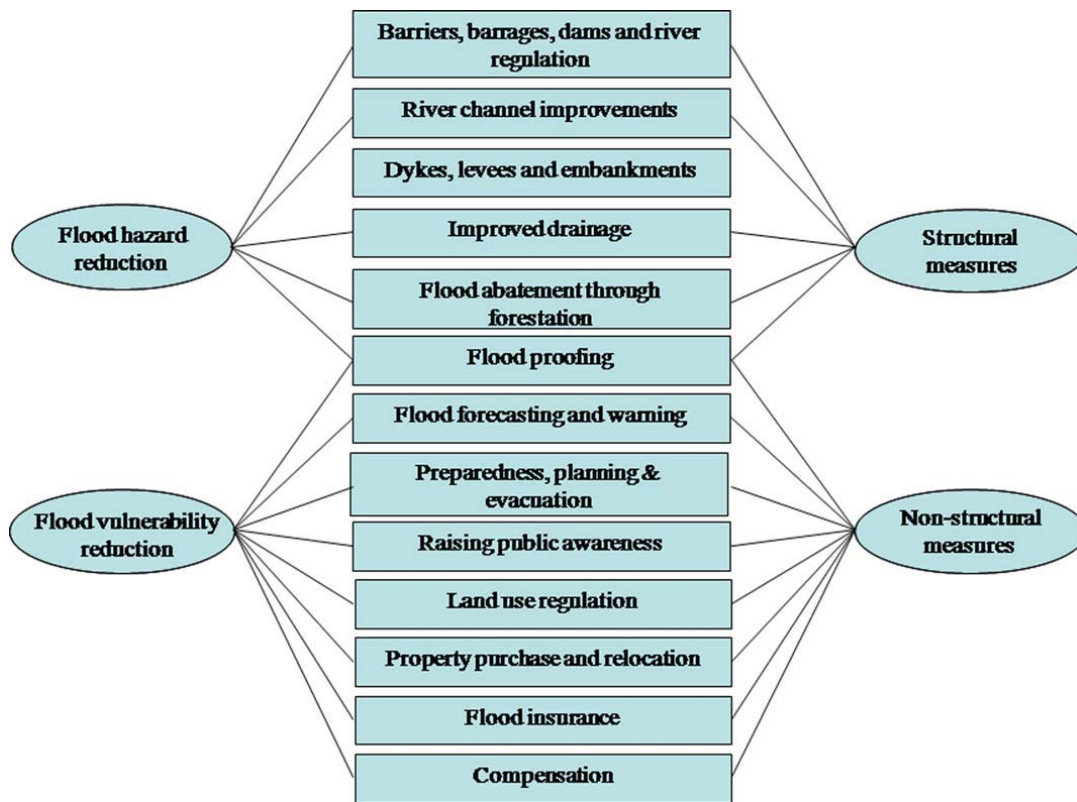 Barriers, barrages, dams and river
regulation
River channel improvements
Dykes, levees and embankments
Flood hazard
reduction
Improved drainage
Structural
measures
Flood abatement through
forestation
Flood proofing
Flood forecasting and warning
Preparedness, planning &
evacuation
Flood vulnerability
reduction
Raising public awareness
Non-structural
measures
Land use regulation
Property purchase and relocation
Flood insurance
Compensation